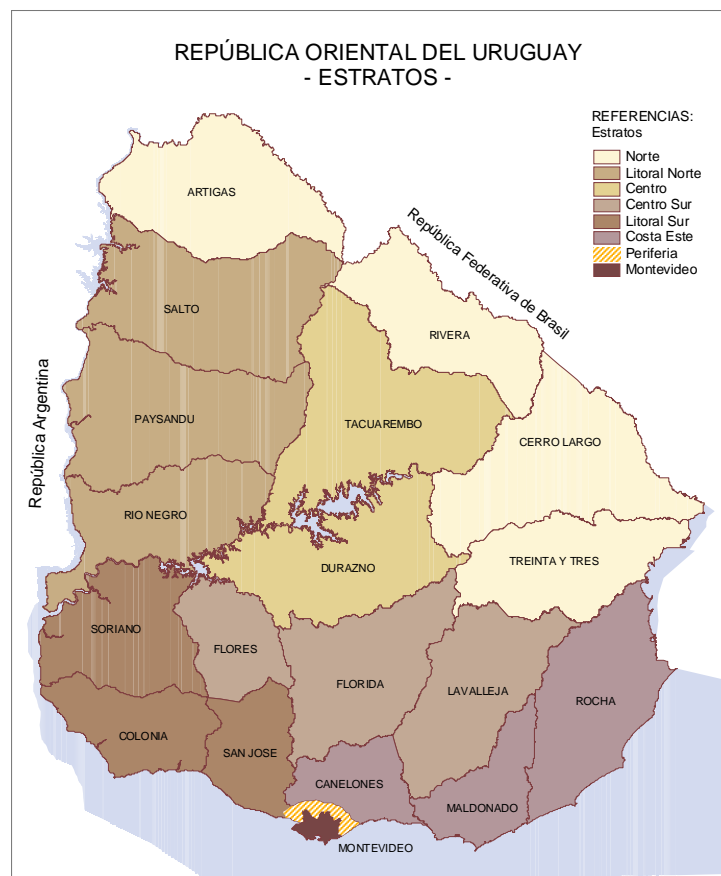 REPÚBLICA ORIENTAL DEL URUGUAY
- ESTRATOS -
REFERENCIAS:
Estratos
Norte
Litoral Norte
Centro
Centro Sur
Litoral Sur
Costa Este
Periferia
Montevideo
ARTIGAS
República Federativa de Brasil
SALTO
RIVERA
República Argentina
PAYSANDU
TACUAREMBO
CERRO LARGO
RIO NEGRO
DURAZNO
TREINTA Y TRES
SORIANO
FLORES
FLORIDA
LAVALLEJA
ROCHA
COLONIA
SAN JOSE
CANELONES
MALDONADO
MONTEVIDEO